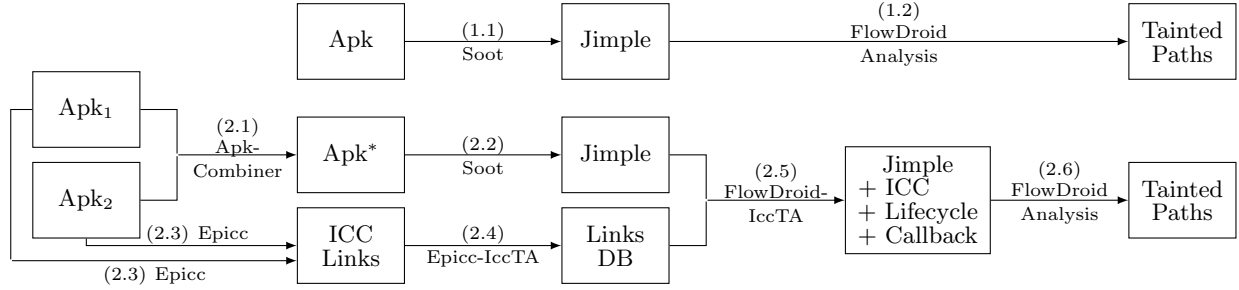 Apk
(1.1)
Soot
Jimple
(1.2)
FlowDroid
Analysis
Tainted
Paths
Apk₁
Apk₂
(2.1)
Apk-
Combiner
Apk*
(2.2)
Soot
Jimple
(2.3) Epicc
(2.3) Epicc
ICC
Links
(2.4)
Epicc-IccTA
Links
DB
(2.5)
FlowDroid-
IccTA
Jimple
+ ICC
+ Lifecycle
+ Callback
(2.6)
FlowDroid
Analysis
Tainted
Paths